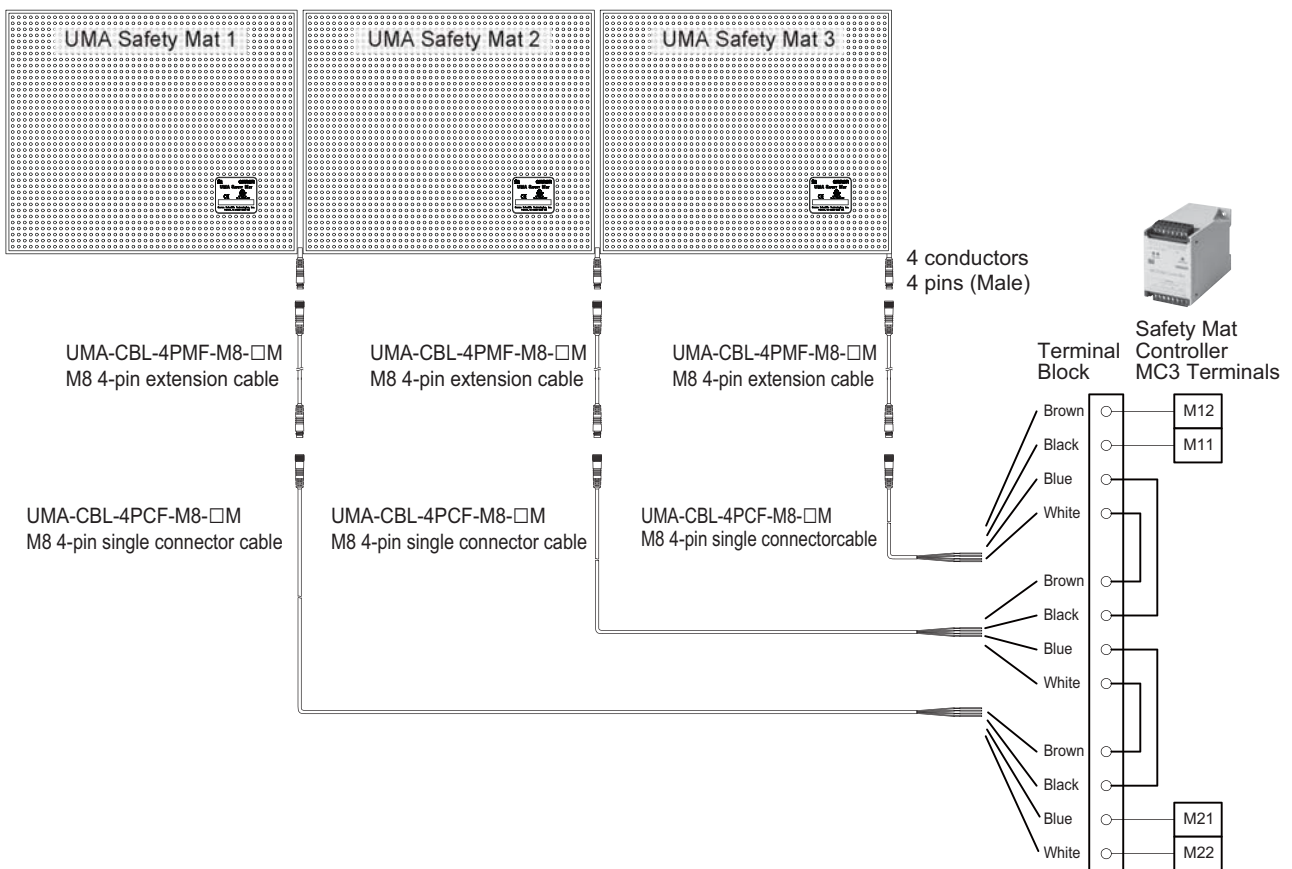 UMA Safety Mat 1
UMA Safety Mat 2
UMA Safety Mat 3
4 conductors
4 pins (Male)
UMA-CBL-4PMF-M8-□M
M8 4-pin extension cable
UMA-CBL-4PMF-M8-□M
M8 4-pin extension cable
UMA-CBL-4PMF-M8-□M
M8 4-pin extension cable
Terminal
Block
Safety Mat
Controller
MC3 Terminals
UMA-CBL-4PCF-M8-□M
M8 4-pin single connector cable
UMA-CBL-4PCF-M8-□M
M8 4-pin single connector cable
UMA-CBL-4PCF-M8-□M
M8 4-pin single connectorcable
Brown
M12
Black
M11
Blue
White
Brown
Black
Blue
White
Brown
Black
Blue
M21
White
M22